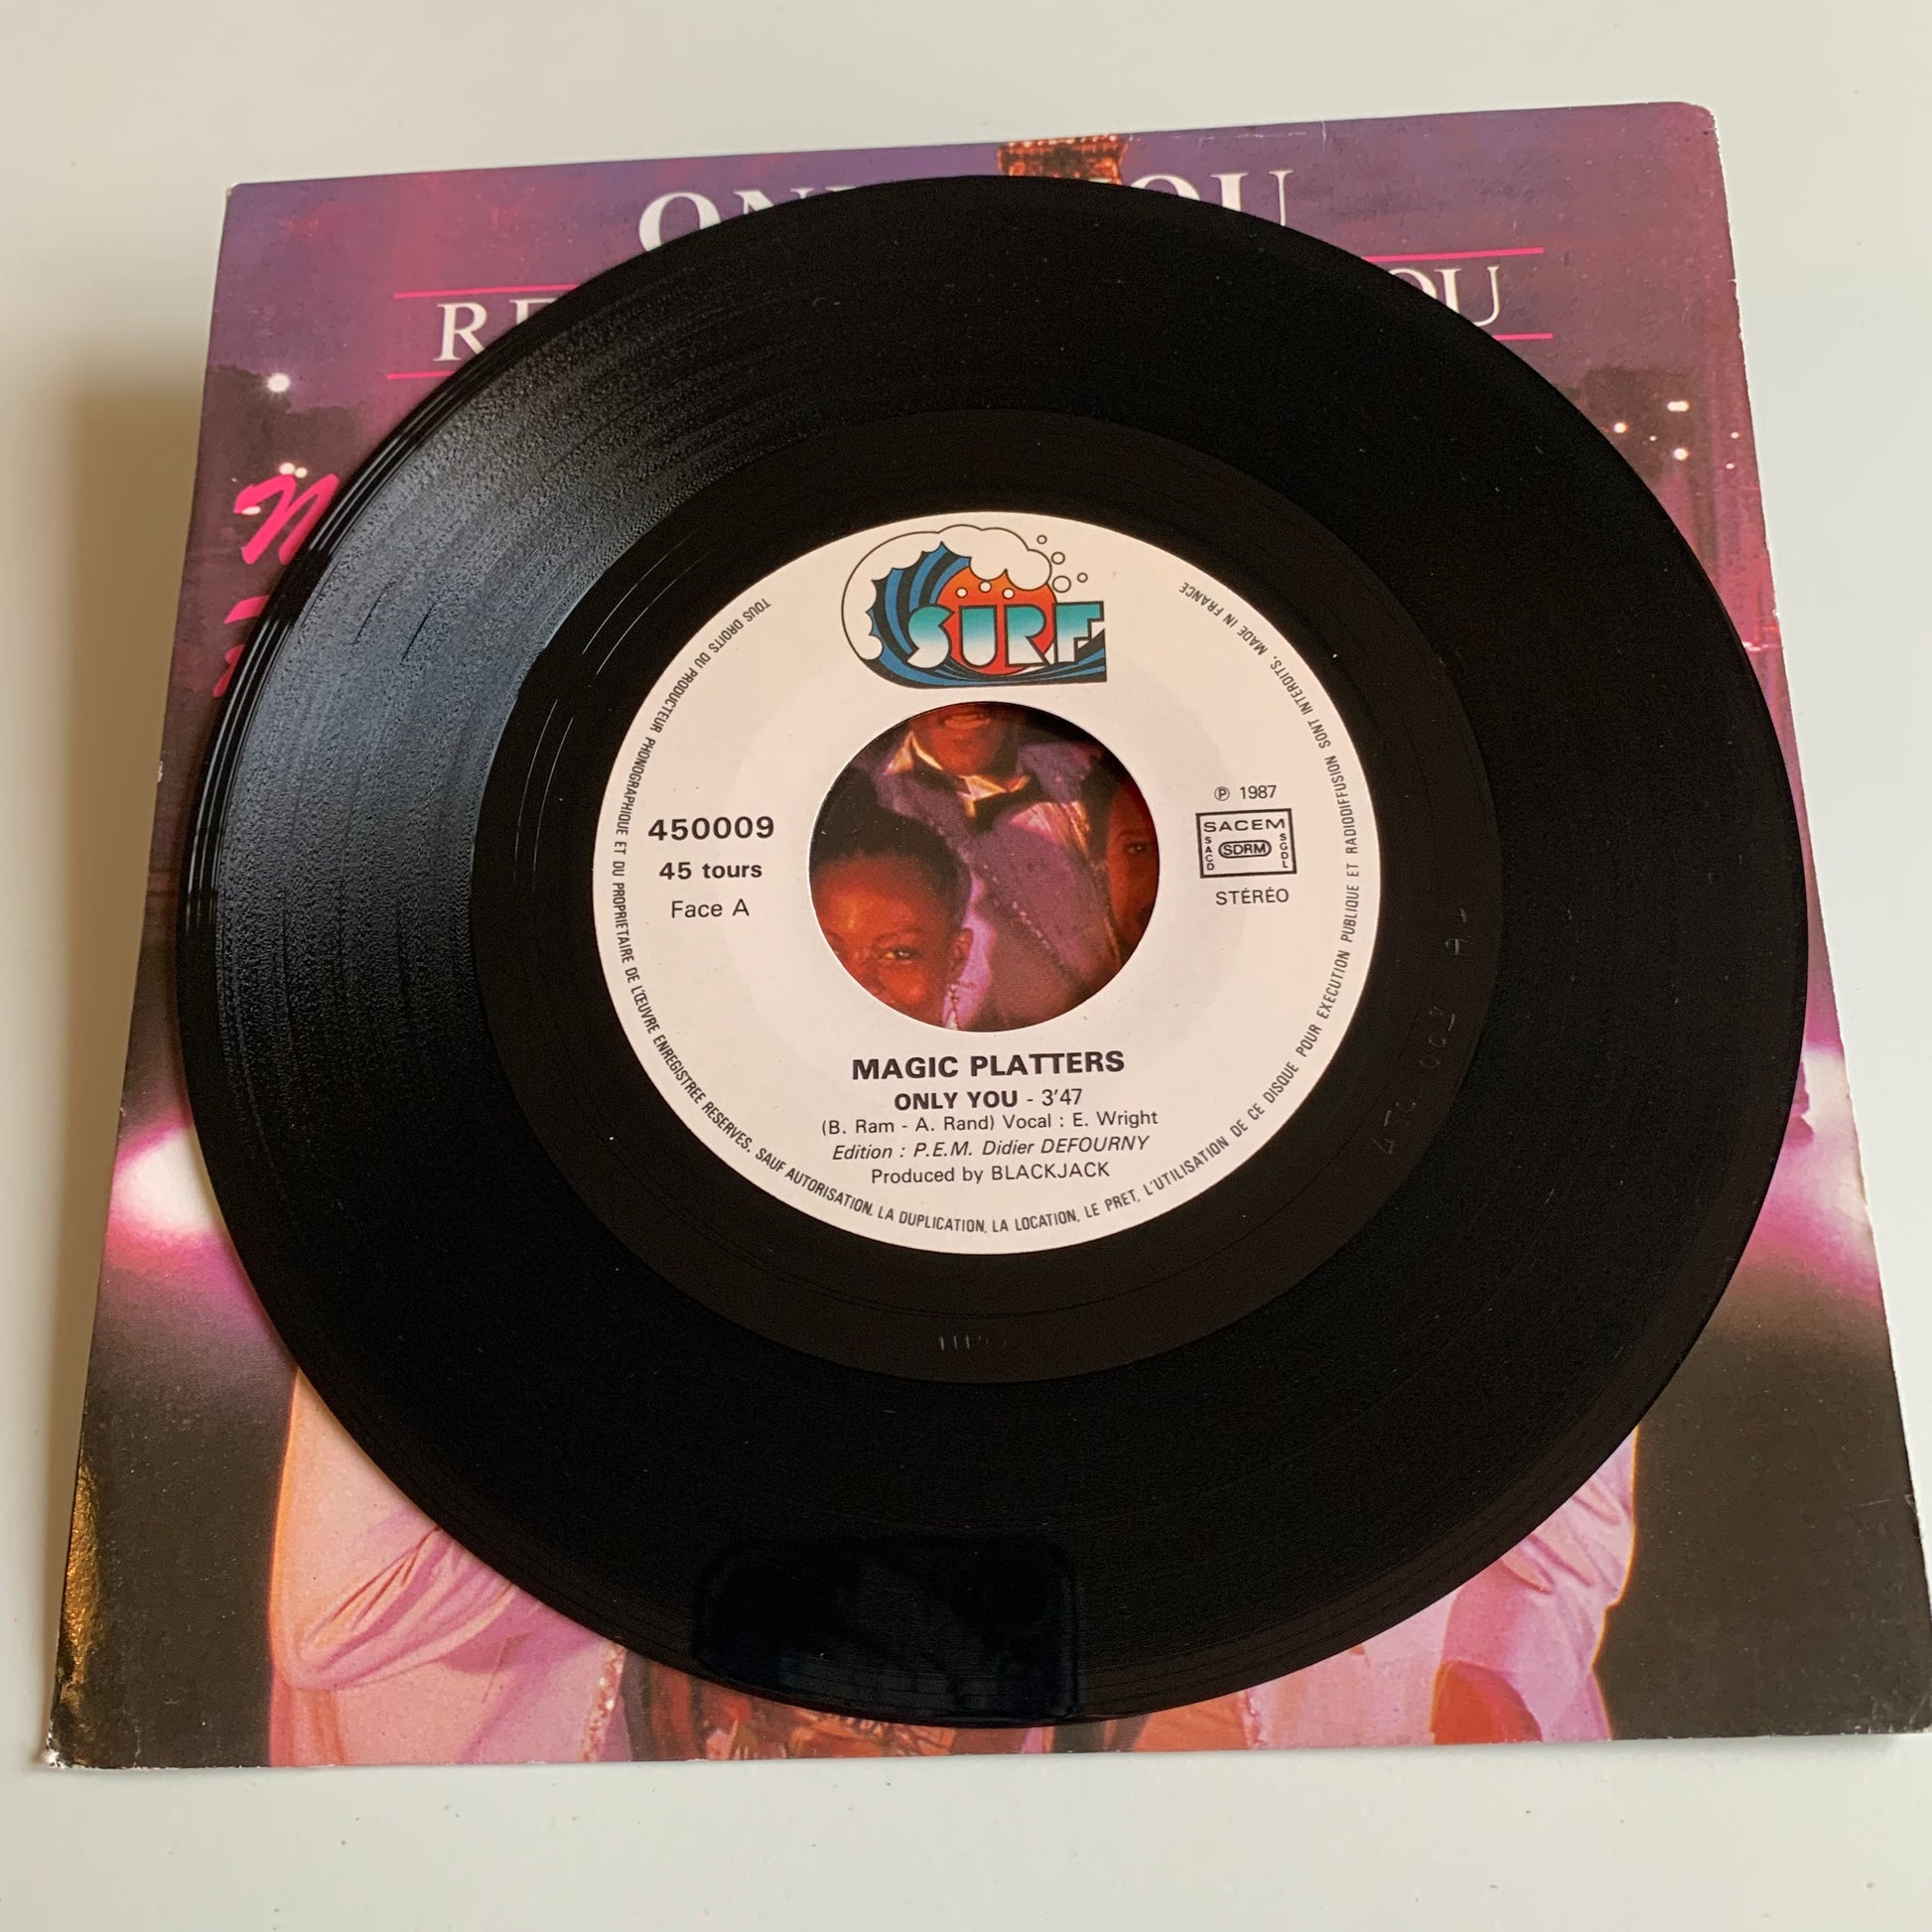 SURF
450009
45 tours
Face A
℗ 1987
SACEM
SACD
SDRM
SGDL
STÉRÉO
MAGIC PLATTERS
ONLY YOU - 3'47
(B. Ram - A. Rand) Vocal : E. Wright
Edition : P.E.M. Didier DEFOURNY
Produced by BLACKJACK
TOUS DROITS DU PRODUCTEUR PHONOGRAPHIQUE ET DU PROPRIETAIRE DE L'ŒUVRE ENREGISTREE RESERVES. SAUF AUTORISATION, LA DUPLICATION, LA LOCATION, LE PRET, L'UTILISATION DE CE DISQUE POUR EXECUTION PUBLIQUE ET RADIODIFFUSION SONT INTERDITS. MADE IN FRANCE